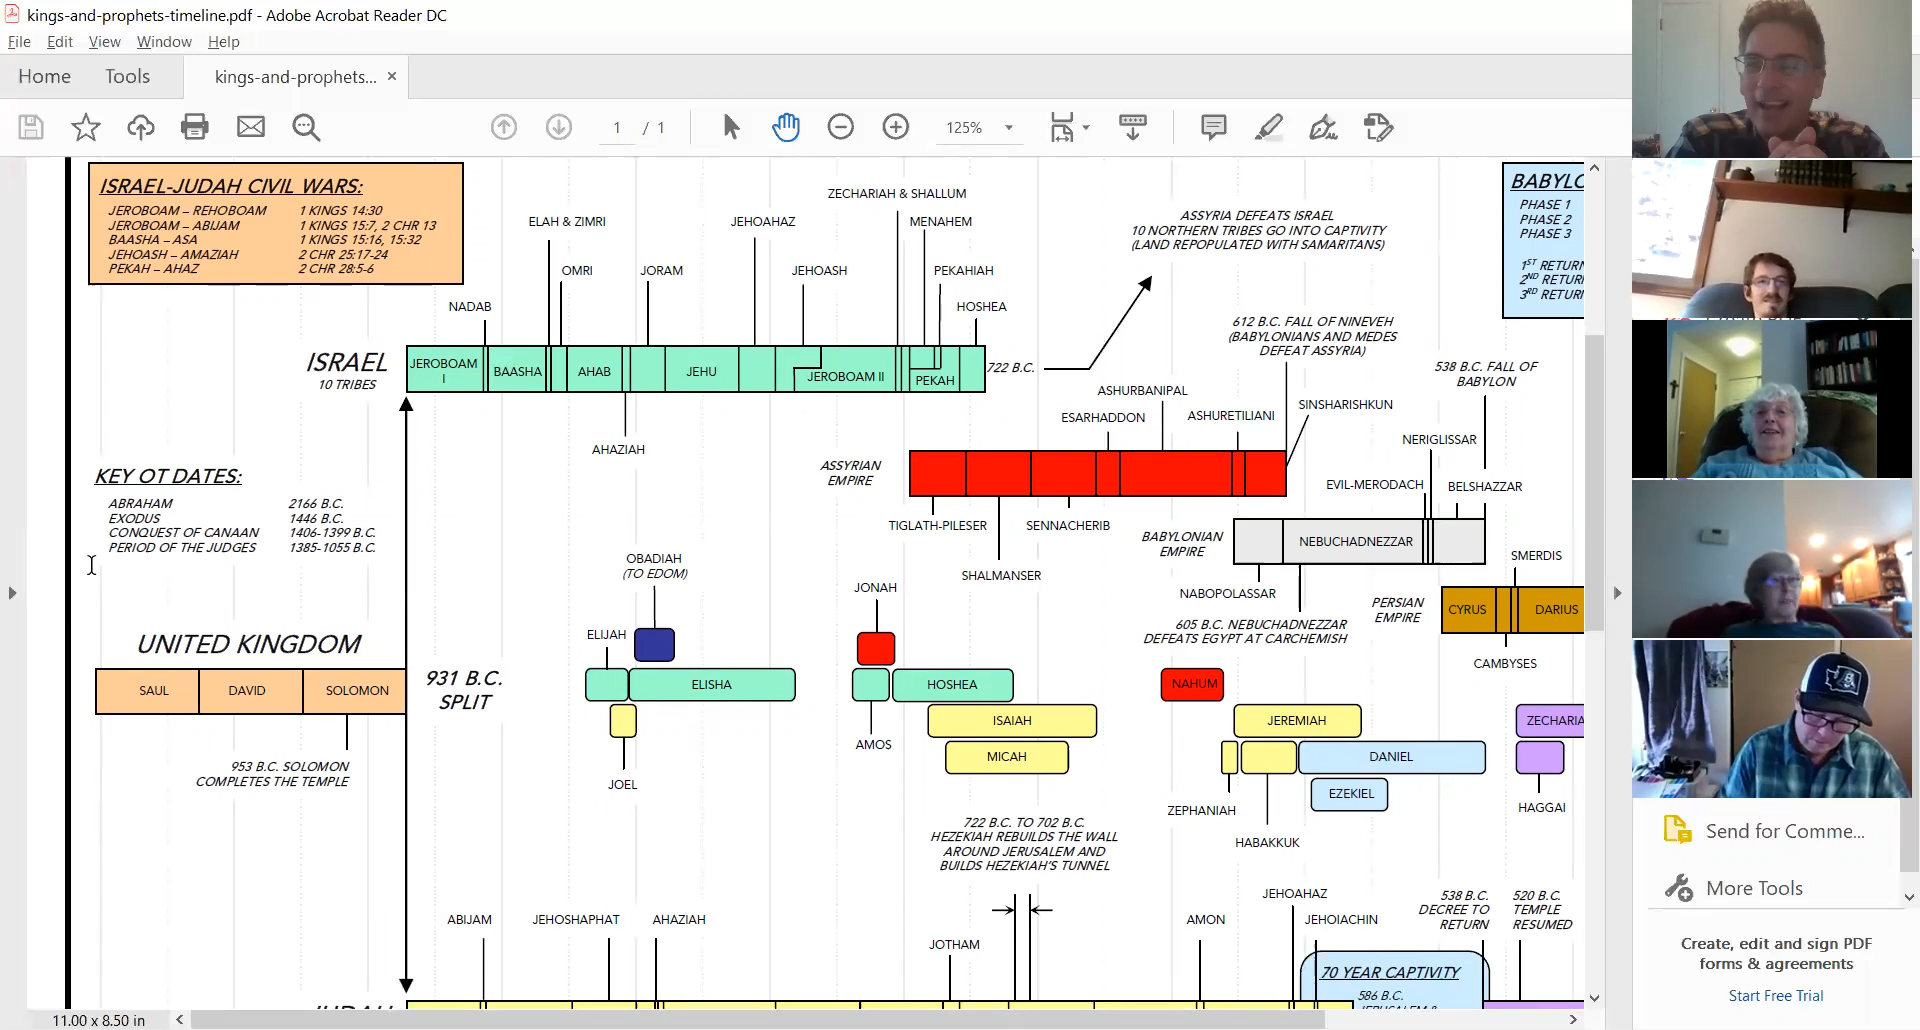 kings-and-prophets-timeline.pdf - Adobe Acrobat Reader DC
File Edit View Window Help
Home Tools kings-and-prophets... ×
1 / 1 125%
ISRAEL-JUDAH CIVIL WARS:
JEROBOAM – REHOBOAM 1 KINGS 14:30
JEROBOAM – ABIJAM 1 KINGS 15:7, 2 CHR 13
BAASHA – ASA 1 KINGS 15:16, 15:32
JEHOASH – AMAZIAH 2 CHR 25:17-24
PEKAH – AHAZ 2 CHR 28:5-6
ZECHARIAH & SHALLUM
ELAH & ZIMRI
JEHOAHAZ
MENAHEM
OMRI
JORAM
JEHOASH
PEKAHIAH
NADAB
HOSHEA
ASSYRIA DEFEATS ISRAEL
10 NORTHERN TRIBES GO INTO CAPTIVITY
(LAND REPOPULATED WITH SAMARITANS)
BABYLO
PHASE 1
PHASE 2
PHASE 3
1ST RETUR
2ND RETUR
3RD RETUR
ISRAEL
10 TRIBES
JEROBOAM
I
BAASHA
AHAB
JEHU
JEROBOAM II
PEKAH
722 B.C.
AHAZIAH
612 B.C. FALL OF NINEVEH
(BABYLONIANS AND MEDES
DEFEAT ASSYRIA)
538 B.C. FALL OF
BABYLON
ASHURBANIPAL
ESARHADDON
ASHURETILIANI
SINSHARISHKUN
NERIGLISSAR
ASSYRIAN
EMPIRE
EVIL-MERODACH
BELSHAZZAR
TIGLATH-PILESER
SENNACHERIB
SHALMANSER
BABYLONIAN
EMPIRE
NEBUCHADNEZZAR
SMERDIS
NABOPOLASSAR
605 B.C. NEBUCHADNEZZAR
DEFEATS EGYPT AT CARCHEMISH
PERSIAN
EMPIRE
CYRUS
DARIUS
CAMBYSES
KEY OT DATES:
ABRAHAM 2166 B.C.
EXODUS 1446 B.C.
CONQUEST OF CANAAN 1406-1399 B.C.
PERIOD OF THE JUDGES 1385-1055 B.C.
OBADIAH
(TO EDOM)
JONAH
ELIJAH
UNITED KINGDOM
SAUL
DAVID
SOLOMON
931 B.C.
SPLIT
ELISHA
HOSHEA
NAHUM
ISAIAH
JEREMIAH
ZECHARIA
AMOS
MICAH
DANIEL
953 B.C. SOLOMON
COMPLETES THE TEMPLE
JOEL
EZEKIEL
ZEPHANIAH
HAGGAI
HABAKKUK
722 B.C. TO 702 B.C.
HEZEKIAH REBUILDS THE WALL
AROUND JERUSALEM AND
BUILDS HEZEKIAH'S TUNNEL
ABIJAM
JEHOSHAPHAT
AHAZIAH
JOTHAM
AMON
JEHOAHAZ
JEHOIACHIN
538 B.C.
DECREE TO
RETURN
520 B.C.
TEMPLE
RESUMED
70 YEAR CAPTIVITY
586 B.C.
Send for Comme...
More Tools
Create, edit and sign PDF
forms & agreements
Start Free Trial
11.00 x 8.50 in